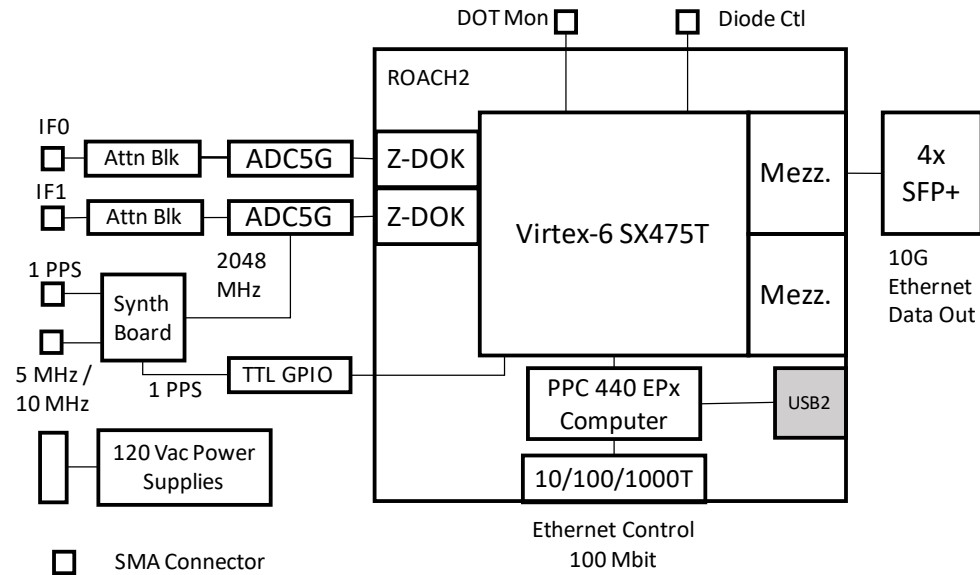 DOT Mon
Diode Ctl
ROACH2
IF0
Attn Blk
ADC5G
Z-DOK
IF1
Attn Blk
ADC5G
Z-DOK
Virtex-6 SX475T
Mezz.
Mezz.
4x
SFP+
10G
Ethernet
Data Out
1 PPS
Synth
Board
2048
MHz
5 MHz /
10 MHz
1 PPS
TTL GPIO
PPC 440 EPx
Computer
USB2
10/100/1000T
120 Vac Power
Supplies
Ethernet Control
100 Mbit
SMA Connector